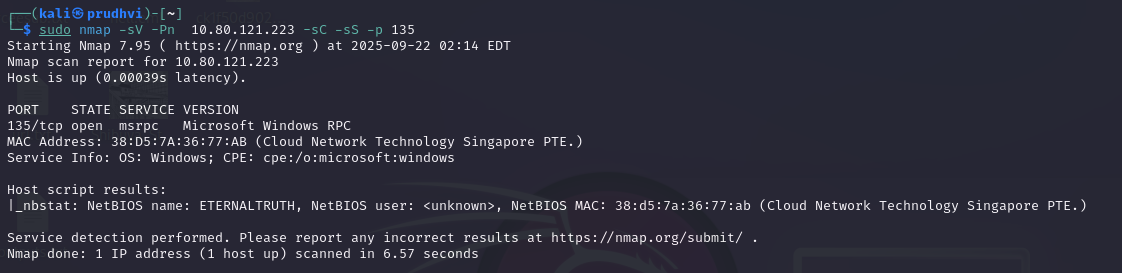 ┌──(kali㉿prudhvi)-[~]
└─$ sudo nmap -sV -Pn  10.80.121.223 -sC -sS -p 135
Starting Nmap 7.95 ( https://nmap.org ) at 2025-09-22 02:14 EDT
Nmap scan report for 10.80.121.223
Host is up (0.00039s latency).

PORT    STATE SERVICE VERSION
135/tcp open  msrpc   Microsoft Windows RPC
MAC Address: 38:D5:7A:36:77:AB (Cloud Network Technology Singapore PTE.)
Service Info: OS: Windows; CPE: cpe:/o:microsoft:windows

Host script results:
|_nbstat: NetBIOS name: ETERNALTRUTH, NetBIOS user: <unknown>, NetBIOS MAC: 38:d5:7a:36:77:ab (Cloud Network Technology Singapore PTE.)

Service detection performed. Please report any incorrect results at https://nmap.org/submit/ .
Nmap done: 1 IP address (1 host up) scanned in 6.57 seconds